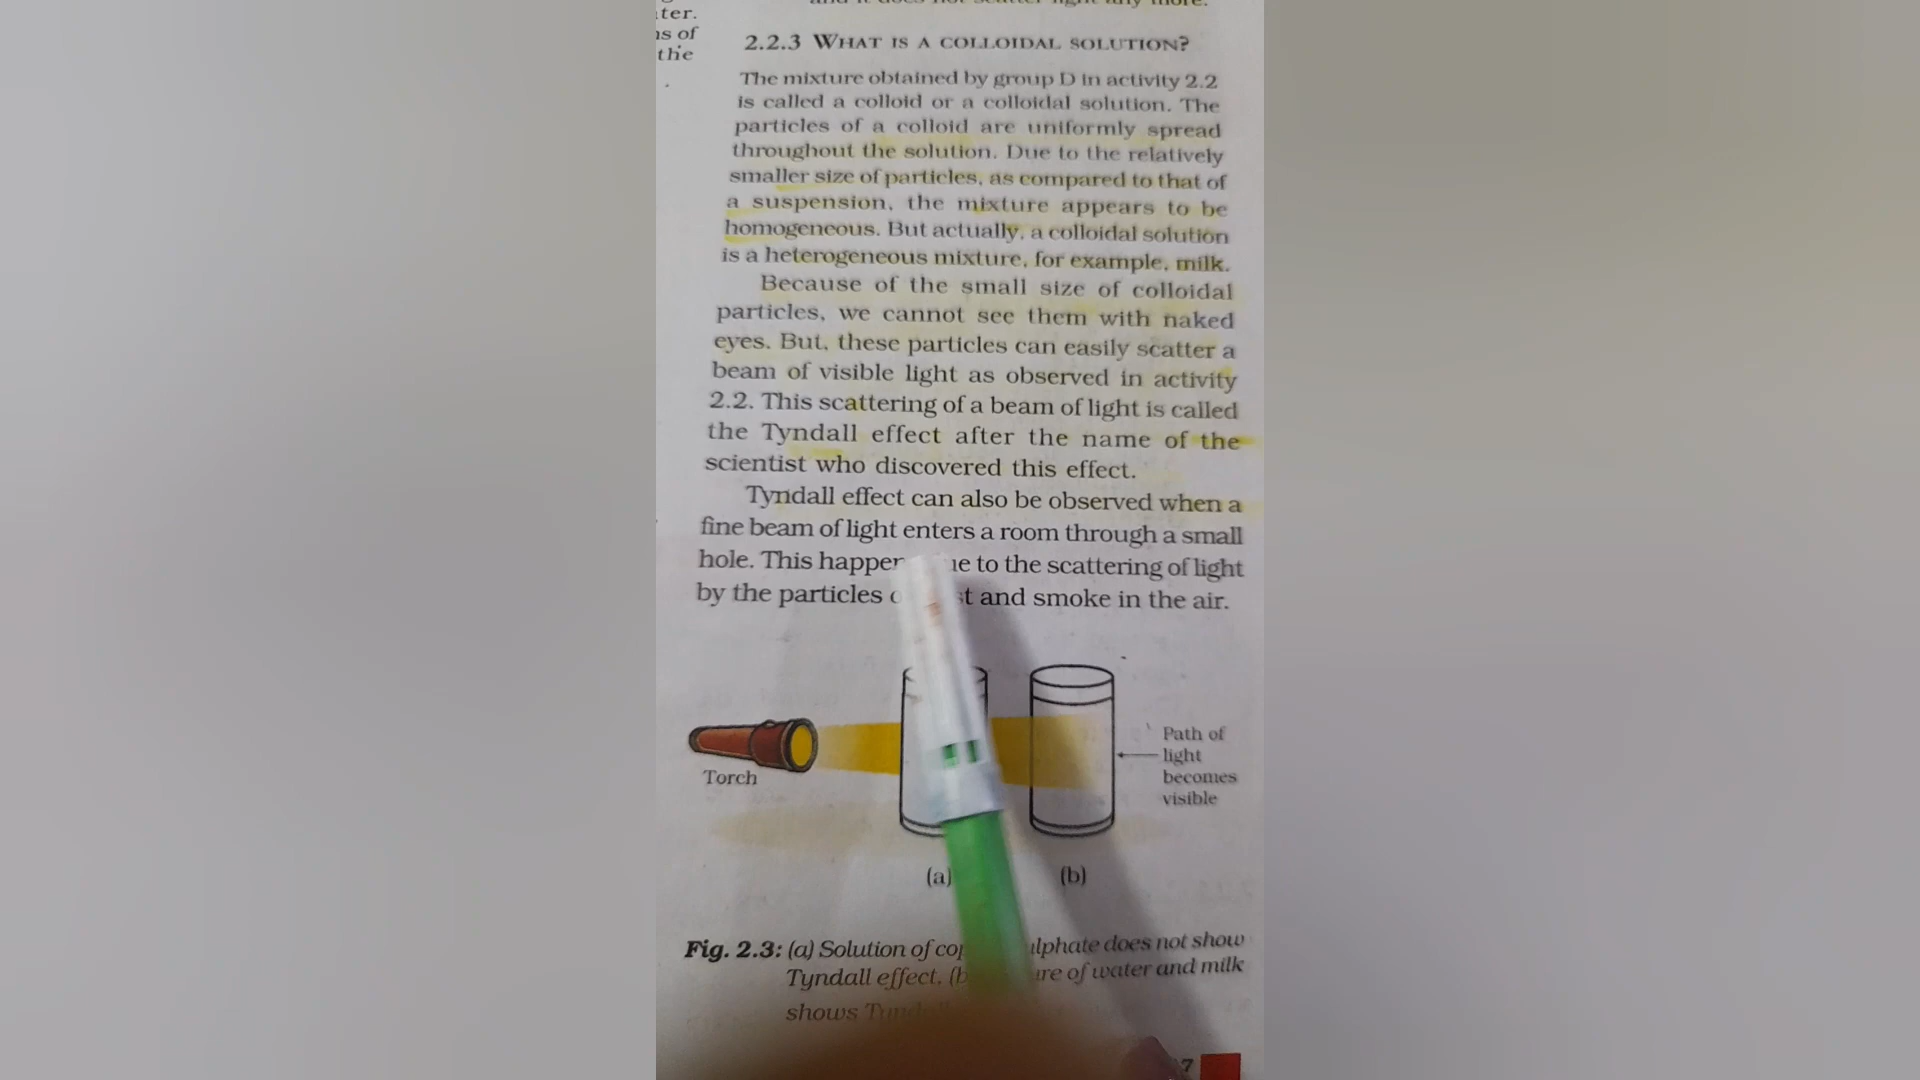 ter.
ns of
the
2.2.3 WHAT IS A COLLOIDAL SOLUTION?
The mixture obtained by group D in activity 2.2
is called a colloid or a colloidal solution. The
particles of a colloid are uniformly spread
throughout the solution. Due to the relatively
smaller size of particles, as compared to that of
a suspension, the mixture appears to be
homogeneous. But actually, a colloidal solution
is a heterogeneous mixture, for example, milk.
Because of the small size of colloidal
particles, we cannot see them with naked
eyes. But, these particles can easily scatter a
beam of visible light as observed in activity
2.2. This scattering of a beam of light is called
the Tyndall effect after the name of the
scientist who discovered this effect.
Tyndall effect can also be observed when a
fine beam of light enters a room through a small
hole. This to the scattering of light
by the particles and smoke in the air.
Torch
Path of
light
becomes
visible
(a) (b)
Fig. 2.3: (a) Solution of does not show
Tyndall effect, of water and milk
shows
7